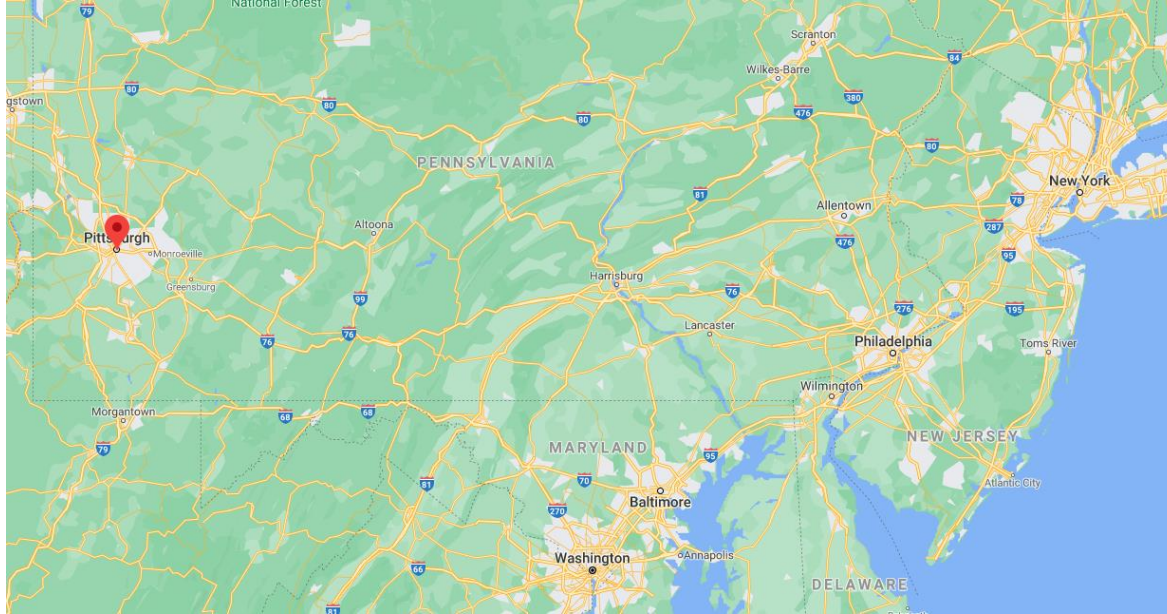 National Forest
79
Scranton
84
Wilkes-Barre
80
380
gstown
80
80
476
80
PENNSYLVANIA
New York
81
78
Allentown
Altoona
287
Pittsburgh
476
Monroeville
95
Harrisburg
Greensburg
76
99
276
195
Lancaster
76
Philadelphia
Toms River
Wilmington
Morgantown
68
68
NEW JERSEY
79
MARYLAND
95
70
81
Atlantic City
Baltimore
270
Washington
Annapolis
66
DELAWARE
81